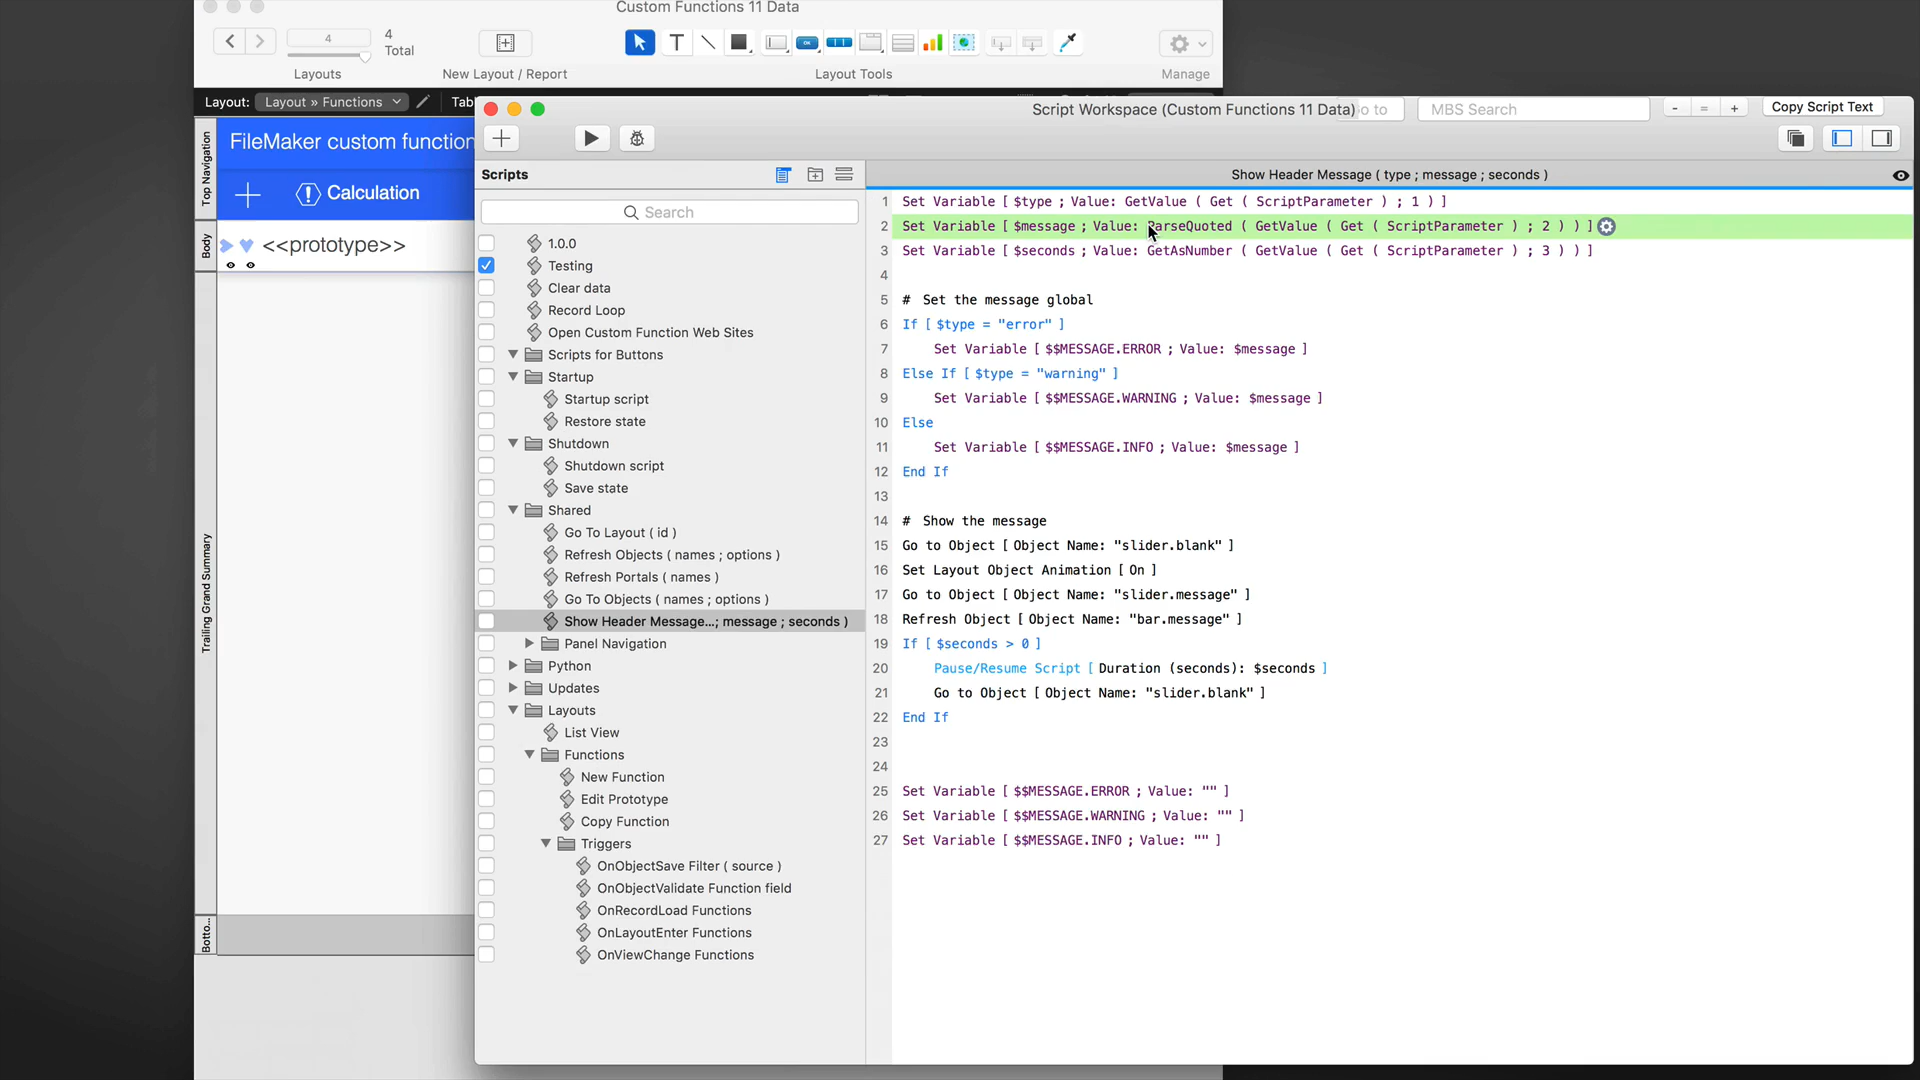 Custom Functions 11 Data
4
4
Total
Layouts
New Layout / Report
Layout Tools
Manage
Layout:
Layout » Functions
Top Navigation
FileMaker custom function
Calculation
Body
<<prototype>>
Trailing Grand Summary
Botto...
Script Workspace (Custom Functions 11 Data)
MBS Search
-
=
+
Copy Script Text
Scripts
Show Header Message ( type ; message ; seconds )
Search
1.0.0
Testing
Clear data
Record Loop
Open Custom Function Web Sites
Scripts for Buttons
Startup
Startup script
Restore state
Shutdown
Shutdown script
Save state
Shared
Go To Layout ( id )
Refresh Objects ( names ; options )
Refresh Portals ( names )
Go To Objects ( names ; options )
Show Header Message...; message ; seconds )
Panel Navigation
Python
Updates
Layouts
List View
Functions
New Function
Edit Prototype
Copy Function
Triggers
OnObjectSave Filter ( source )
OnObjectValidate Function field
OnRecordLoad Functions
OnLayoutEnter Functions
OnViewChange Functions
1 Set Variable [ $type ; Value: GetValue ( Get ( ScriptParameter ) ; 1 ) ]
2 Set Variable [ $message ; Value: ParseQuoted ( GetValue ( Get ( ScriptParameter ) ; 2 ) ) ]
3 Set Variable [ $seconds ; Value: GetAsNumber ( GetValue ( Get ( ScriptParameter ) ; 3 ) ) ]
4
5 # Set the message global
6 If [ $type = "error" ]
7 Set Variable [ $$MESSAGE.ERROR ; Value: $message ]
8 Else If [ $type = "warning" ]
9 Set Variable [ $$MESSAGE.WARNING ; Value: $message ]
10 Else
11 Set Variable [ $$MESSAGE.INFO ; Value: $message ]
12 End If
13
14 # Show the message
15 Go to Object [ Object Name: "slider.blank" ]
16 Set Layout Object Animation [ On ]
17 Go to Object [ Object Name: "slider.message" ]
18 Refresh Object [ Object Name: "bar.message" ]
19 If [ $seconds > 0 ]
20 Pause/Resume Script [ Duration (seconds): $seconds ]
21 Go to Object [ Object Name: "slider.blank" ]
22 End If
23
24
25 Set Variable [ $$MESSAGE.ERROR ; Value: "" ]
26 Set Variable [ $$MESSAGE.WARNING ; Value: "" ]
27 Set Variable [ $$MESSAGE.INFO ; Value: "" ]